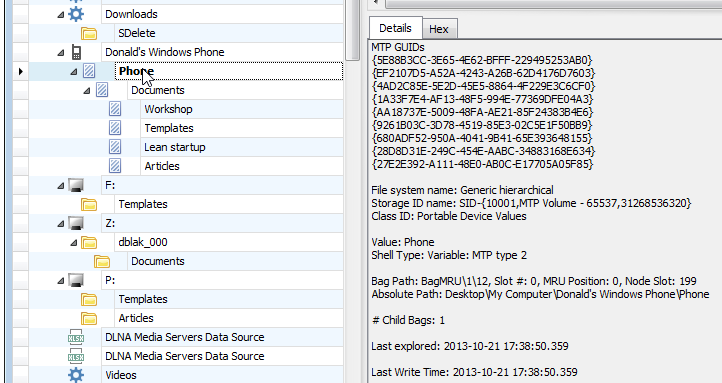 Downloads
SDelete
Donald's Windows Phone
Phone
Documents
Workshop
Templates
Lean startup
Articles
F:
Templates
Z:
dblak_000
Documents
P:
Templates
Articles
DLNA Media Servers Data Source
DLNA Media Servers Data Source
Videos
Details Hex
MTP GUIDs
{5E88B3CC-3E65-4E62-BFFF-229495253AB0}
{EF2107D5-A52A-4243-A26B-62D4176D7603}
{4AD2C85E-5E2D-45E5-8864-4F229E3C6CF0}
{1A33F7E4-AF13-48F5-994E-77369DFE04A3}
{AA18737E-5009-48FA-AE21-85F24383B4E6}
{9261B03C-3D78-4519-85E3-02C5E1F50BB9}
{680ADF52-950A-4041-9B41-65E393648155}
{28D8D31E-249C-454E-AABC-34883168E634}
{27E2E392-A111-48E0-AB0C-E17705A05F85}
File system name: Generic hierarchical
Storage ID name: SID-{10001,MTP Volume - 65537,31268536320}
Class ID: Portable Device Values
Value: Phone
Shell Type: Variable: MTP type 2
Bag Path: BagMRU\1\12, Slot #: 0, MRU Position: 0, Node Slot: 199
Absolute Path: Desktop\My Computer\Donald's Windows Phone\Phone
# Child Bags: 1
Last explored: 2013-10-21 17:38:50.359
Last Write Time: 2013-10-21 17:38:50.359